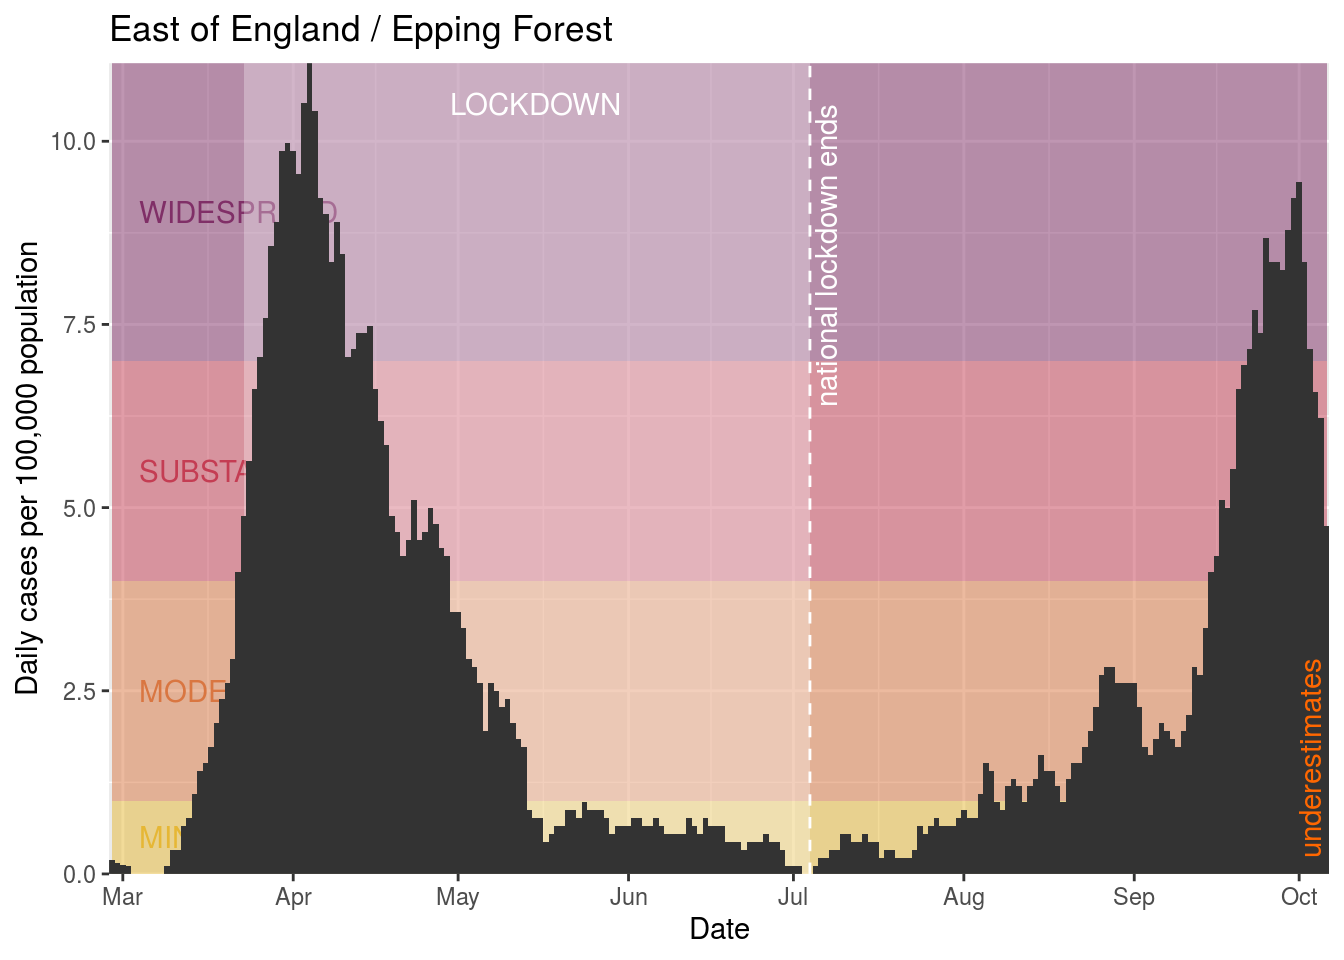 East of England / Epping Forest
LOCKDOWN
national lockdown ends
WIDESPR
SUBSTA
MODE
MIN
underestimates
Daily cases per 100,000 population
10.0
7.5
5.0
2.5
0.0
Mar Apr May Jun Jul Aug Sep Oct
Date